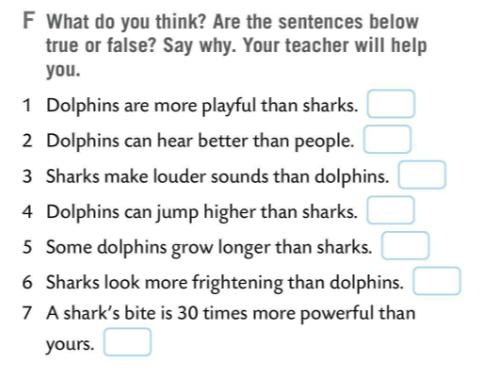 F What do you think? Are the sentences below
true or false? Say why. Your teacher will help
you.
1 Dolphins are more playful than sharks.
2 Dolphins can hear better than people.
3 Sharks make louder sounds than dolphins.
4 Dolphins can jump higher than sharks.
5 Some dolphins grow longer than sharks.
6 Sharks look more frightening than dolphins.
7 A shark's bite is 30 times more powerful than
yours.